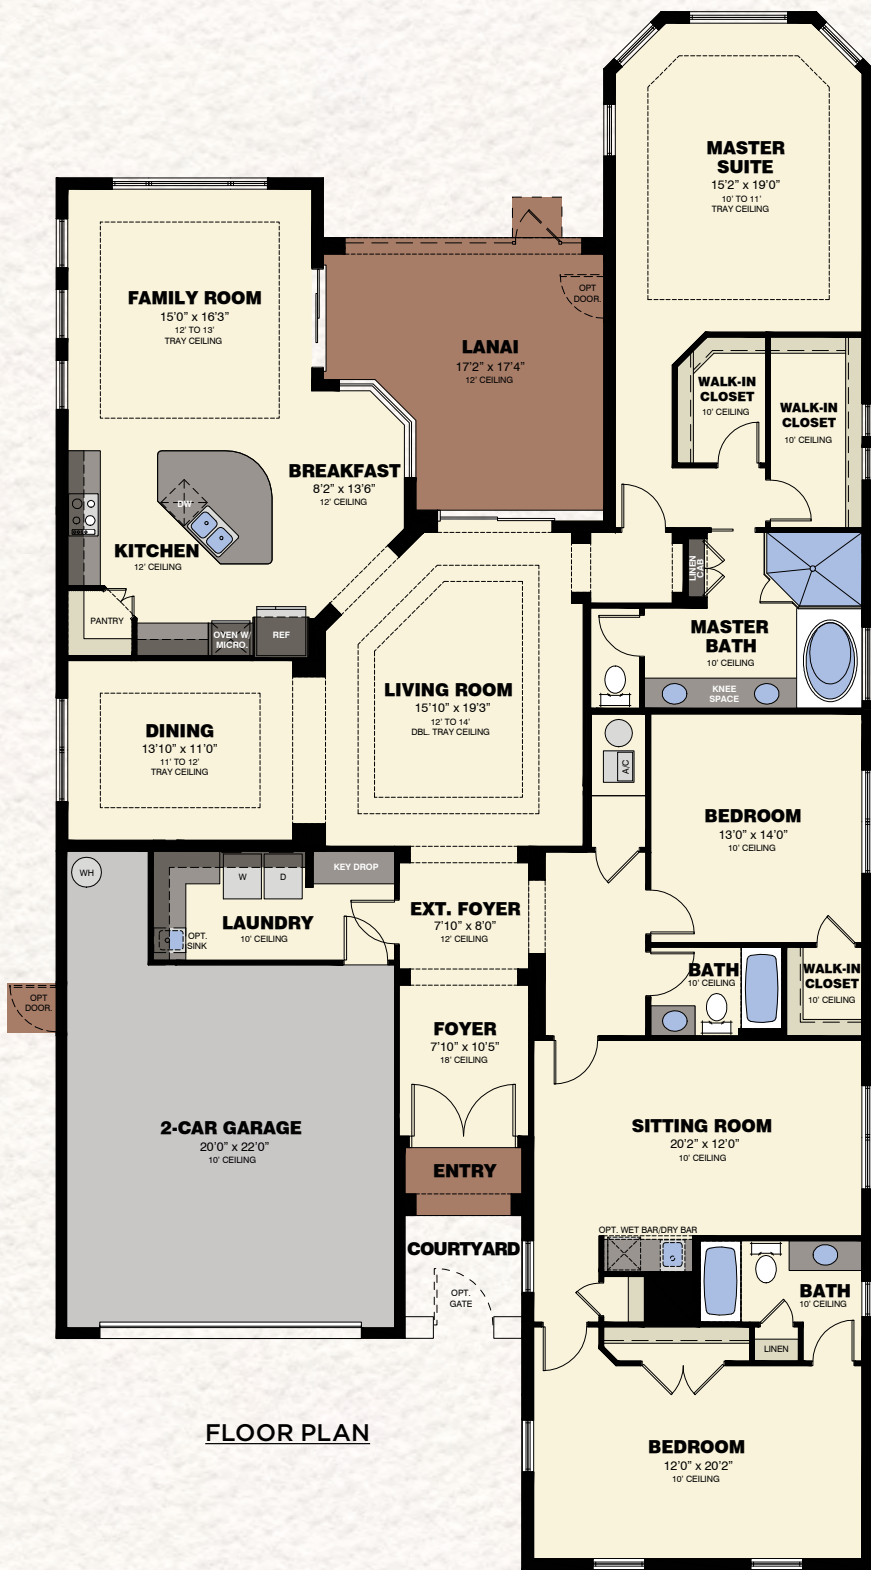 MASTER
SUITE
15'2" x 19'0"
10' TO 11'
TRAY CEILING
FAMILY ROOM
15'0" x 16'3"
12' TO 13'
TRAY CEILING
OPT
DOOR.
LANAI
17'2" x 17'4"
12' CEILING
WALK-IN
CLOSET
10' CEILING
WALK-IN
CLOSET
10' CEILING
BREAKFAST
8'2" x 13'6"
12' CEILING
DW
KITCHEN
12' CEILING
LINEN
CAB
PANTRY
OVEN W/
MICRO.
REF
MASTER
BATH
10' CEILING
KNEE
SPACE
LIVING ROOM
15'10" x 19'3"
12' TO 14'
DBL. TRAY CEILING
DINING
13'10" x 11'0"
11' TO 12'
TRAY CEILING
A/C
BEDROOM
13'0" x 14'0"
10' CEILING
WH
W
D
KEY DROP
LAUNDRY
10' CEILING
OPT.
SINK
EXT. FOYER
7'10" x 8'0"
12' CEILING
BATH
10' CEILING
WALK-IN
CLOSET
10' CEILING
OPT
DOOR.
FOYER
7'10" x 10'5"
18' CEILING
2-CAR GARAGE
20'0" x 22'0"
10' CEILING
SITTING ROOM
20'2" x 12'0"
10' CEILING
ENTRY
OPT. WET BAR/DRY BAR
COURTYARD
OPT.
GATE
BATH
10' CEILING
LINEN
FLOOR PLAN
BEDROOM
12'0" x 20'2"
10' CEILING